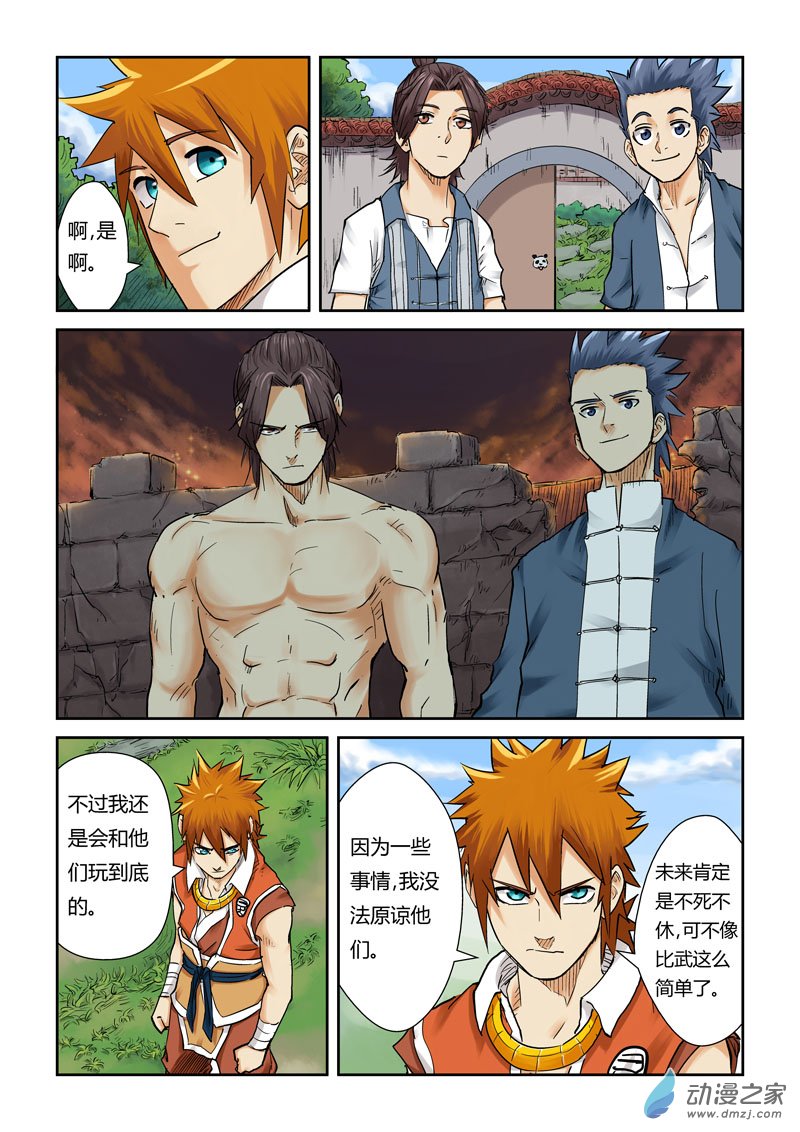 啊，是
啊。
不过我还
是会和他
们玩到底
的。
因为一些
事情，我没
法原谅他
们。
未来肯定
是不死不
休，可不像
比武这么
简单了。
动漫之家
www.dmzj.com